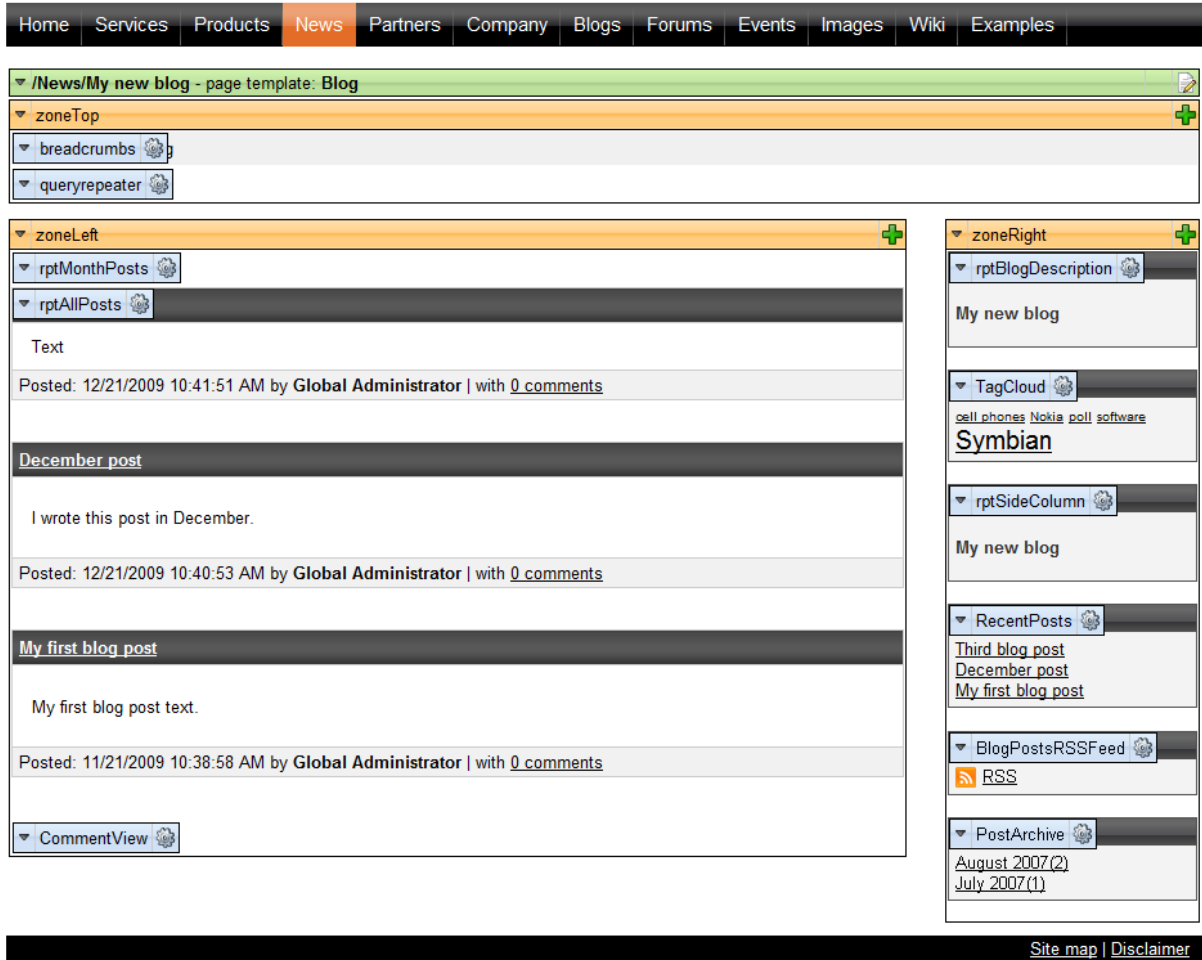 Home Services Products News Partners Company Blogs Forums Events Images Wiki Examples
/News/My new blog - page template: Blog
zoneTop
breadcrumbs
queryrepeater
zoneLeft
rptMonthPosts
rptAllPosts
Text
Posted: 12/21/2009 10:41:51 AM by Global Administrator | with 0 comments
December post
I wrote this post in December.
Posted: 12/21/2009 10:40:53 AM by Global Administrator | with 0 comments
My first blog post
My first blog post text.
Posted: 11/21/2009 10:38:58 AM by Global Administrator | with 0 comments
CommentView
zoneRight
rptBlogDescription
My new blog
TagCloud
cell phones Nokia poll software
Symbian
rptSideColumn
My new blog
RecentPosts
Third blog post
December post
My first blog post
BlogPostsRSSFeed
RSS
PostArchive
August 2007(2)
July 2007(1)
Site map | Disclaimer